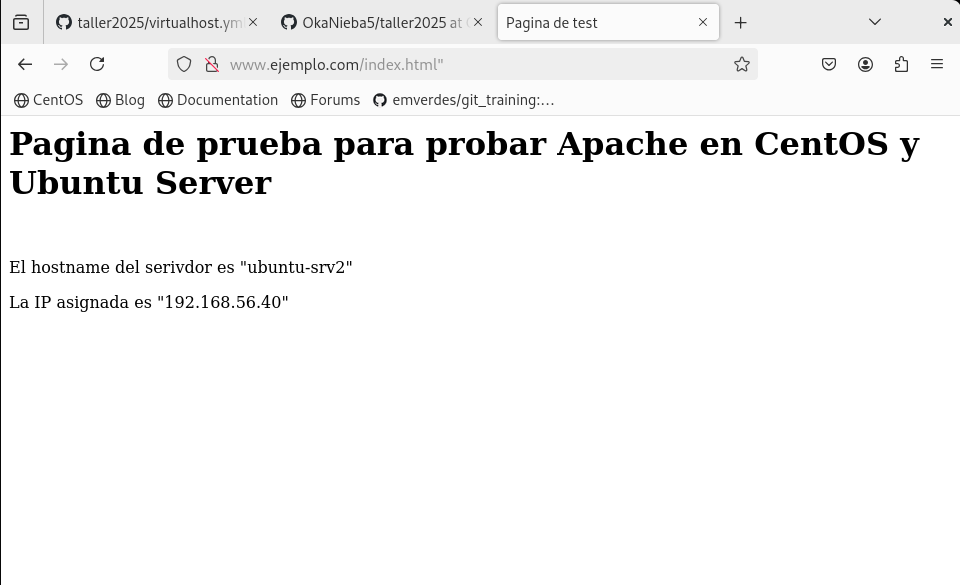 taller2025/virtualhost.ym
OkaNieba5/taller2025 at
Pagina de test
www.ejemplo.com/index.html"
CentOS
Blog
Documentation
Forums
emverdes/git_training:...
Pagina de prueba para probar Apache en CentOS y
Ubuntu Server
El hostname del serivdor es "ubuntu-srv2"
La IP asignada es "192.168.56.40"